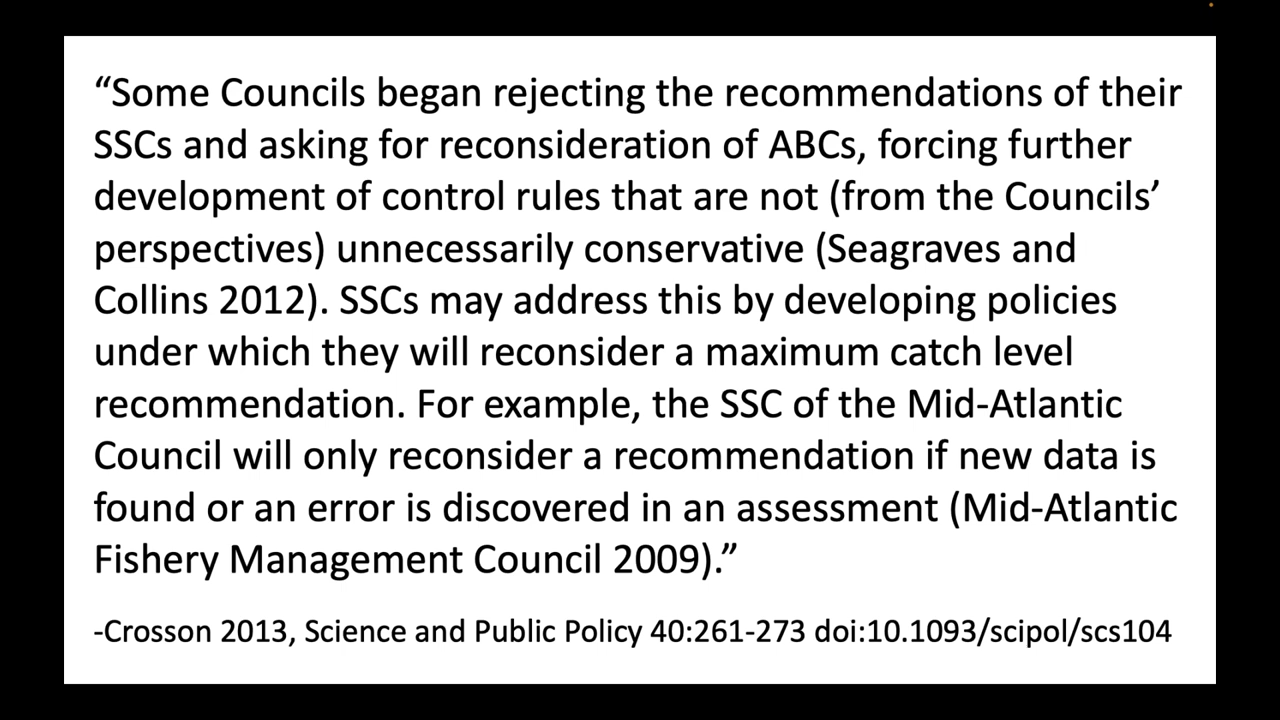 “Some Councils began rejecting the recommendations of their
SSCs and asking for reconsideration of ABCs, forcing further
development of control rules that are not (from the Councils’
perspectives) unnecessarily conservative (Seagraves and
Collins 2012). SSCs may address this by developing policies
under which they will reconsider a maximum catch level
recommendation. For example, the SSC of the Mid-Atlantic
Council will only reconsider a recommendation if new data is
found or an error is discovered in an assessment (Mid-Atlantic
Fishery Management Council 2009).”
-Crosson 2013, Science and Public Policy 40:261-273 doi:10.1093/scipol/scs104